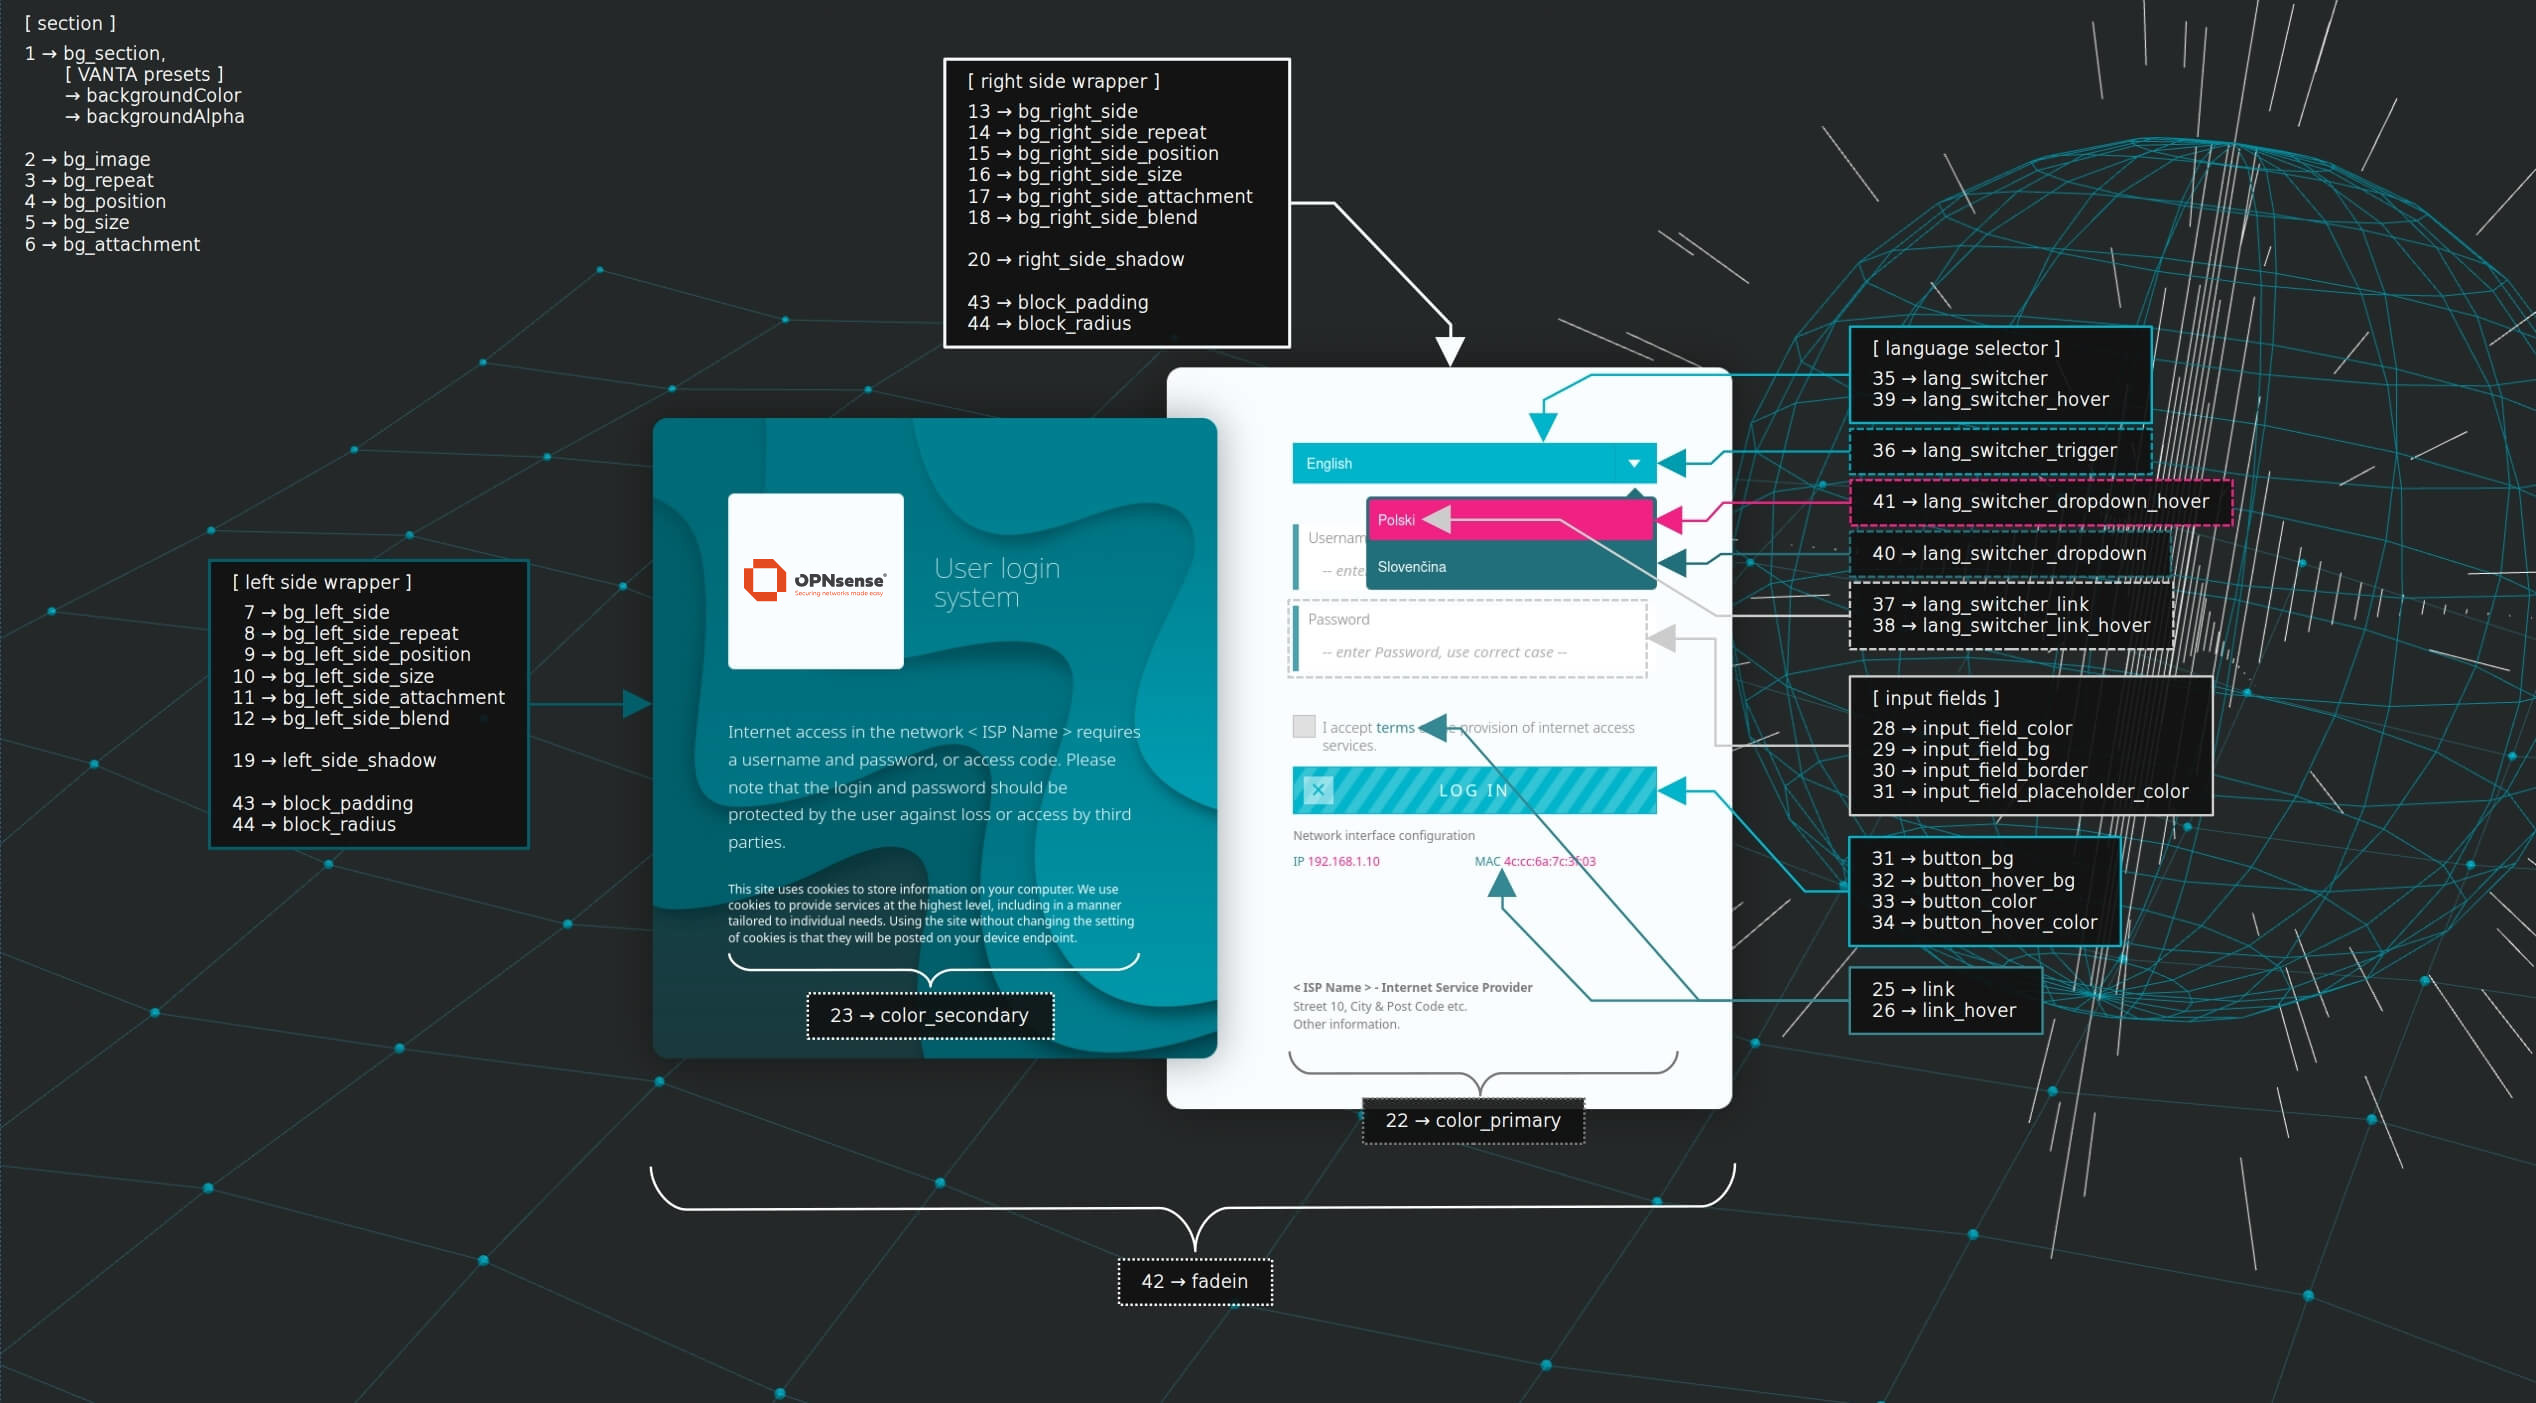 [ section ]
1 → bg_section,
[ VANTA presets ]
→ backgroundColor
→ backgroundAlpha
2 → bg_image
3 → bg_repeat
4 → bg_position
5 → bg_size
6 → bg_attachment
[ right side wrapper ]
13 → bg_right_side
14 → bg_right_side_repeat
15 → bg_right_side_position
16 → bg_right_side_size
17 → bg_right_side_attachment
18 → bg_right_side_blend
20 → right_side_shadow
43 → block_padding
44 → block_radius
[ left side wrapper ]
7 → bg_left_side
8 → bg_left_side_repeat
9 → bg_left_side_position
10 → bg_left_side_size
11 → bg_left_side_attachment
12 → bg_left_side_blend
19 → left_side_shadow
43 → block_padding
44 → block_radius
OPNsense®
Securing networks made easy
User login
system
Internet access in the network < ISP Name > requires
a username and password, or access code. Please
note that the login and password should be
protected by the user against loss or access by third
parties.
This site uses cookies to store information on your computer. We use
cookies to provide services at the highest level, including in a manner
tailored to individual needs. Using the site without changing the setting
of cookies is that they will be posted on your device endpoint.
23 → color_secondary
English
Polski
Slovenčina
Usernam
-- ente
Password
-- enter Password, use correct case --
I accept terms provision of internet access
services.
LOG IN
Network interface configuration
IP 192.168.1.10
MAC 4c:cc:6a:7c:3f:03
< ISP Name > - Internet Service Provider
Street 10, City & Post Code etc.
Other information.
22 → color_primary
42 → fadein
[ language selector ]
35 → lang_switcher
39 → lang_switcher_hover
36 → lang_switcher_trigger
41 → lang_switcher_dropdown_hover
40 → lang_switcher_dropdown
37 → lang_switcher_link
38 → lang_switcher_link_hover
[ input fields ]
28 → input_field_color
29 → input_field_bg
30 → input_field_border
31 → input_field_placeholder_color
31 → button_bg
32 → button_hover_bg
33 → button_color
34 → button_hover_color
25 → link
26 → link_hover